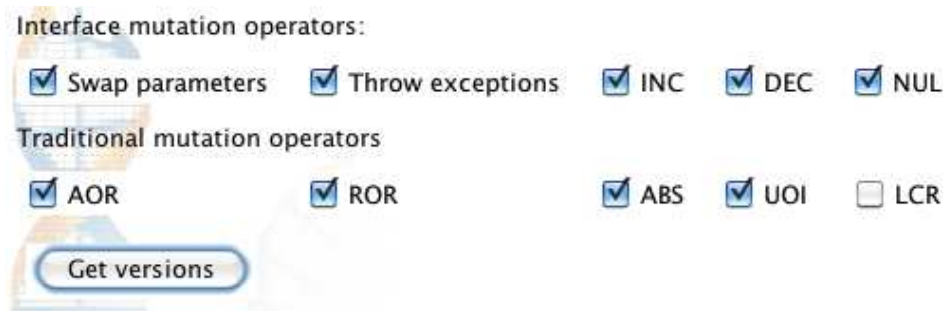 Interface mutation operators:
Swap parameters Throw exceptions INC DEC NUL
Traditional mutation operators
AOR ROR ABS UOI LCR
Get versions